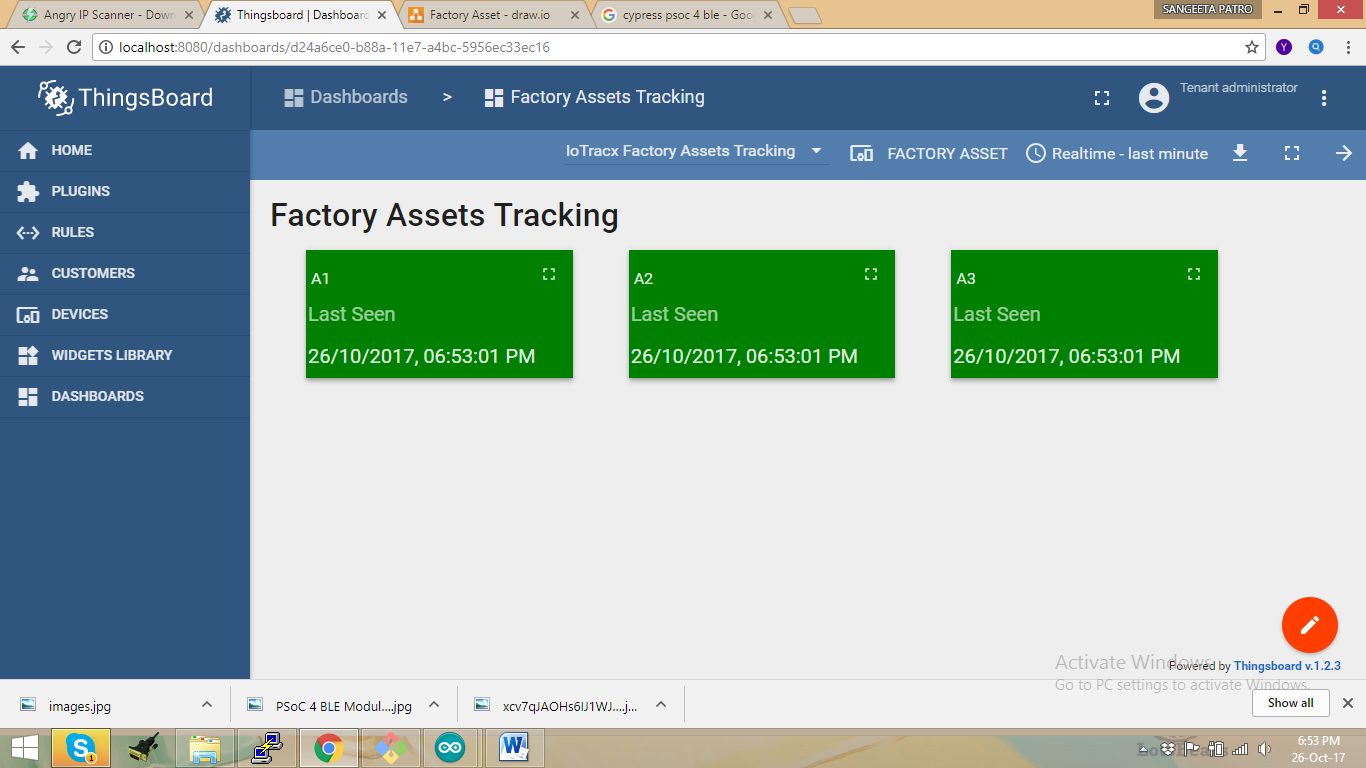 Angry IP Scanner - Down
Thingsboard | Dashboard
Factory Asset - draw.io
cypress psoc 4 ble - Goo
SANGEETA PATRO
localhost:8080/dashboards/d24a6ce0-b88a-11e7-a4bc-5956ec33ec16
Y
Q
ThingsBoard
Dashboards > Factory Assets Tracking
Tenant administrator
HOME
PLUGINS
RULES
CUSTOMERS
DEVICES
WIDGETS LIBRARY
DASHBOARDS
IoTracx Factory Assets Tracking
FACTORY ASSET
Realtime - last minute
Factory Assets Tracking
A1
Last Seen
26/10/2017, 06:53:01 PM
A2
Last Seen
26/10/2017, 06:53:01 PM
A3
Last Seen
26/10/2017, 06:53:01 PM
Activate Windows
Powered by Thingsboard v.1.2.3
Go to PC settings to activate Windows.
images.jpg
PSoC 4 BLE Modul....jpg
xcv7qJAOHs6IJ1WJ....j...
Show all
6:53 PM
26-Oct-17